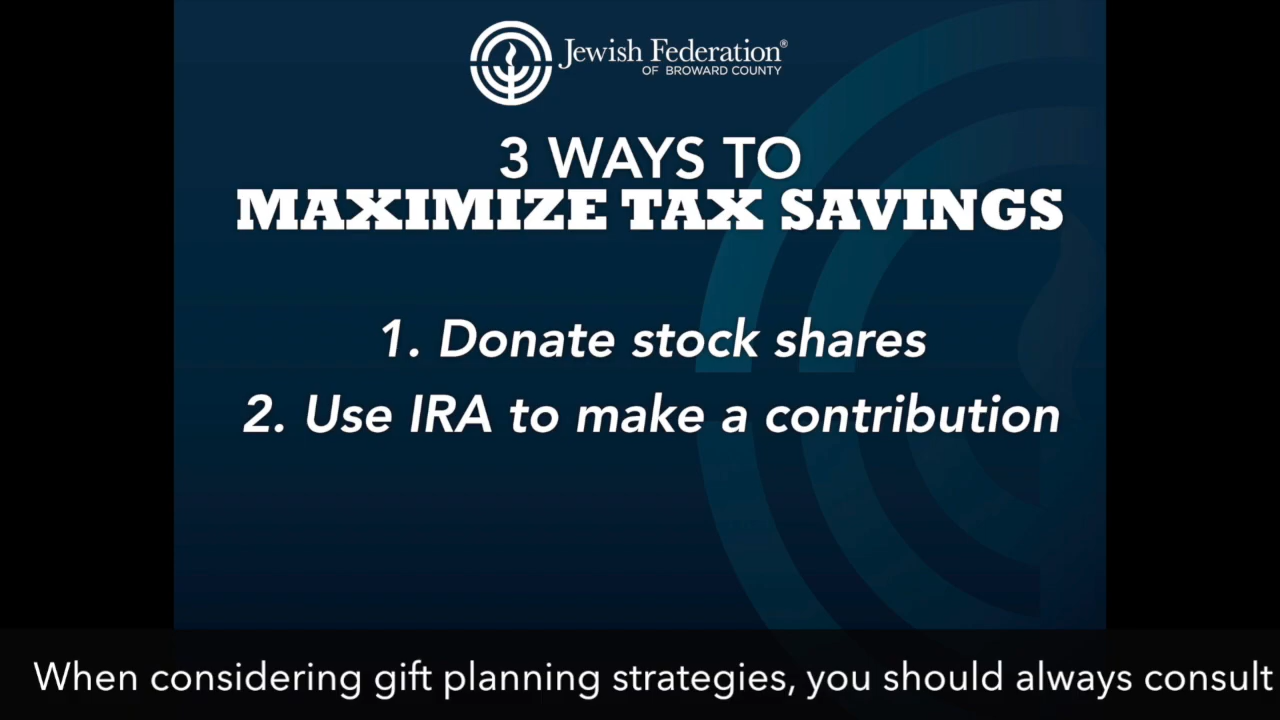 Jewish Federation®
OF BROWARD COUNTY
3 WAYS TO
MAXIMIZE TAX SAVINGS
1. Donate stock shares
2. Use IRA to make a contribution
When considering gift planning strategies, you should always consult